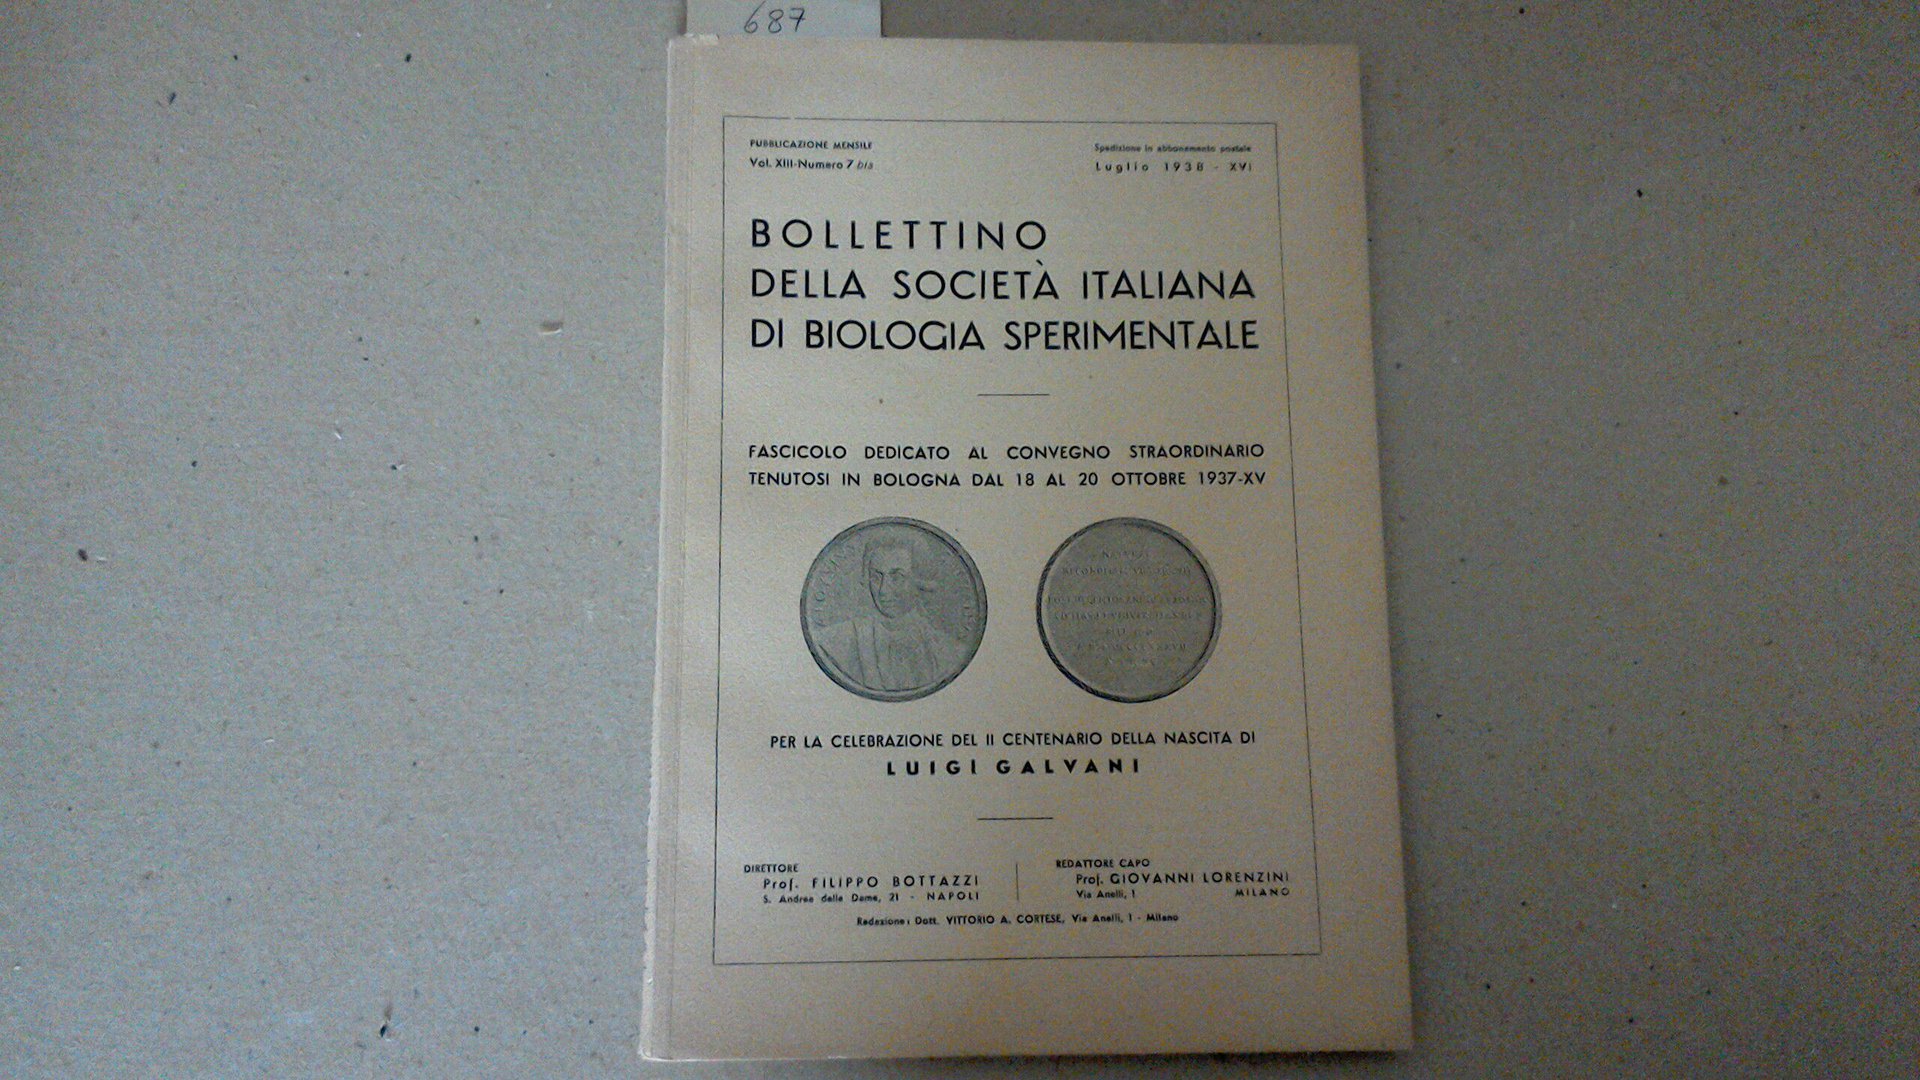 687
PUBBLICAZIONE MENSILE
Vol. XIII-Numero 7 bis
Spedizione in abbonamento postale
Luglio 1938 - XVI
BOLLETTINO
DELLA SOCIETÀ ITALIANA
DI BIOLOGIA SPERIMENTALE
FASCICOLO DEDICATO AL CONVEGNO STRAORDINARIO
TENUTOSI IN BOLOGNA DAL 18 AL 20 OTTOBRE 1937-XV
PER LA CELEBRAZIONE DEL II CENTENARIO DELLA NASCITA DI
LUIGI GALVANI
DIRETTORE
Prof. FILIPPO BOTTAZZI
S. Andrea delle Dame, 21 - NAPOLI
REDATTORE CAPO
Prof. GIOVANNI LORENZINI
Via Anelli, 1 MILANO
Redazione: Dott. VITTORIO A. CORTESE, Via Anelli, 1 - Milano